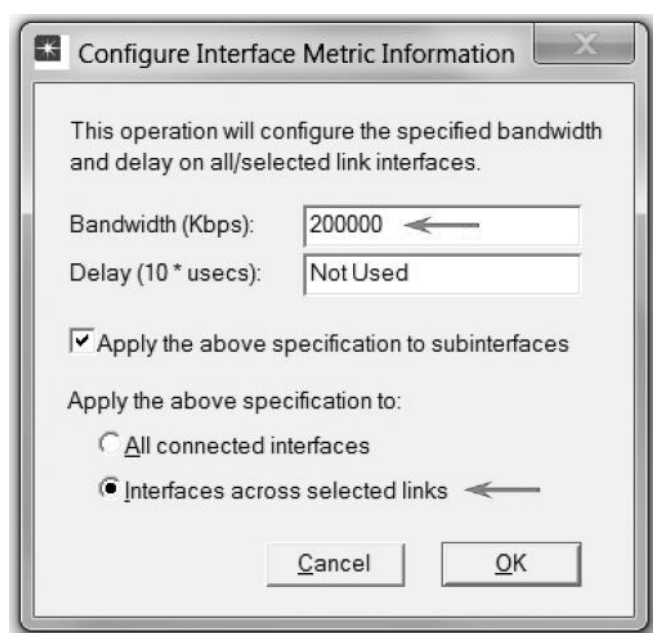 Configure Interface Metric Information
This operation will configure the specified bandwidth
and delay on all/selected link interfaces.
Bandwidth (Kbps): 200000
Delay (10 * usecs): Not Used
Apply the above specification to subinterfaces
Apply the above specification to:
All connected interfaces
Interfaces across selected links
Cancel OK